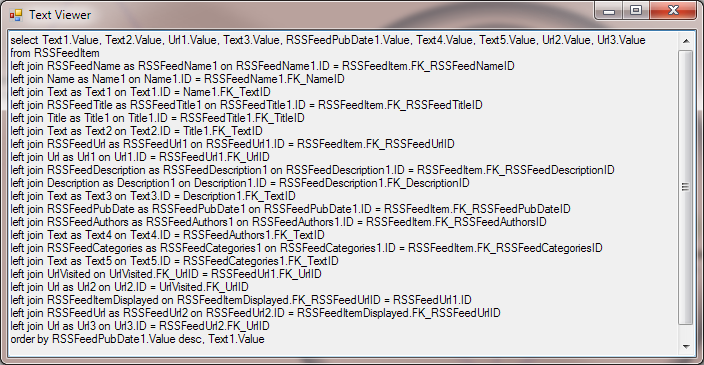 Text Viewer
select Text1.Value, Text2.Value, Url1.Value, Text3.Value, RSSFeedPubDate1.Value, Text4.Value, Text5.Value, Url2.Value, Url3.Value
from RSSFeedItem
left join RSSFeedName as RSSFeedName1 on RSSFeedName1.ID = RSSFeedItem.FK_RSSFeedNameID
left join Name as Name1 on Name1.ID = RSSFeedName1.FK_NameID
left join Text as Text1 on Text1.ID = Name1.FK_TextID
left join RSSFeedTitle as RSSFeedTitle1 on RSSFeedTitle1.ID = RSSFeedItem.FK_RSSFeedTitleID
left join Title as Title1 on Title1.ID = RSSFeedTitle1.FK_TitleID
left join Text as Text2 on Text2.ID = Title1.FK_TextID
left join RSSFeedUrl as RSSFeedUrl1 on RSSFeedUrl1.ID = RSSFeedItem.FK_RSSFeedUrlID
left join Url as Url1 on Url1.ID = RSSFeedUrl1.FK_UrlID
left join RSSFeedDescription as RSSFeedDescription1 on RSSFeedDescription1.ID = RSSFeedItem.FK_RSSFeedDescriptionID
left join Description as Description1 on Description1.ID = RSSFeedDescription1.FK_DescriptionID
left join Text as Text3 on Text3.ID = Description1.FK_TextID
left join RSSFeedPubDate as RSSFeedPubDate1 on RSSFeedPubDate1.ID = RSSFeedItem.FK_RSSFeedPubDateID
left join RSSFeedAuthors as RSSFeedAuthors1 on RSSFeedAuthors1.ID = RSSFeedItem.FK_RSSFeedAuthorsID
left join Text as Text4 on Text4.ID = RSSFeedAuthors1.FK_TextID
left join RSSFeedCategories as RSSFeedCategories1 on RSSFeedCategories1.ID = RSSFeedItem.FK_RSSFeedCategoriesID
left join Text as Text5 on Text5.ID = RSSFeedCategories1.FK_TextID
left join UrlVisited on UrlVisited.FK_UrlID = RSSFeedUrl1.FK_UrlID
left join Url as Url2 on Url2.ID = UrlVisited.FK_UrlID
left join RSSFeedItemDisplayed on RSSFeedItemDisplayed.FK_RSSFeedUrlID = RSSFeedUrl1.ID
left join RSSFeedUrl as RSSFeedUrl2 on RSSFeedUrl2.ID = RSSFeedItemDisplayed.FK_RSSFeedUrlID
left join Url as Url3 on Url3.ID = RSSFeedUrl2.FK_UrlID
order by RSSFeedPubDate1.Value desc, Text1.Value